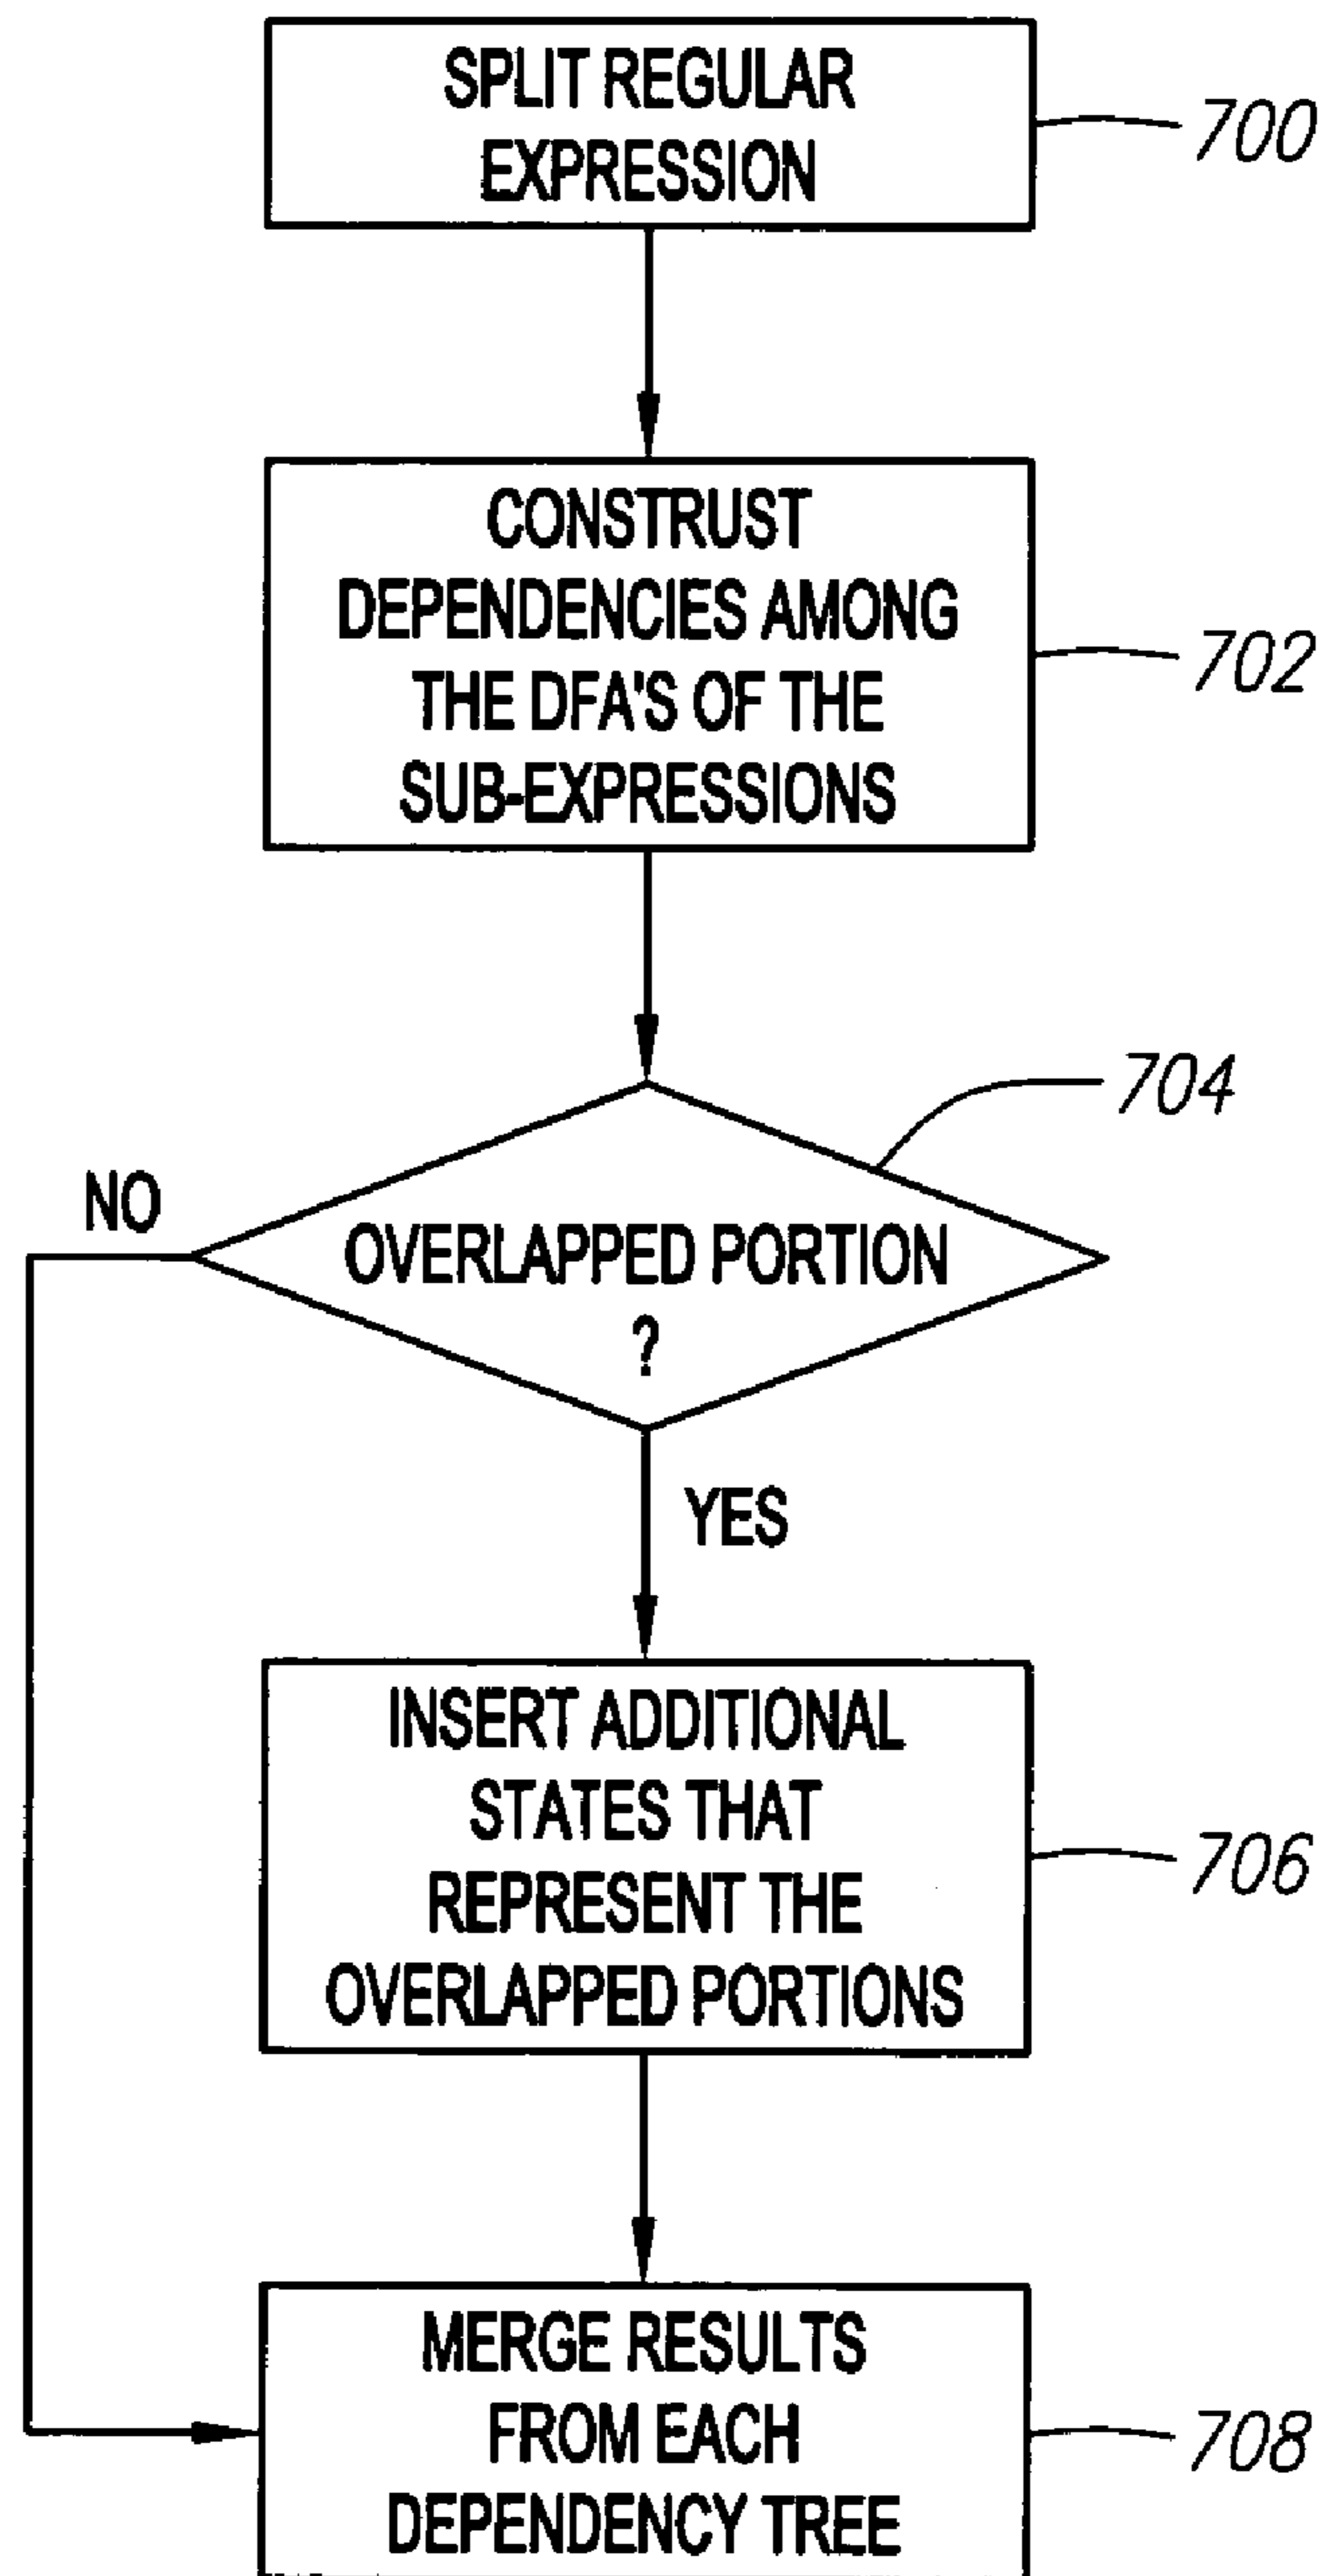 SPLIT REGULAR
EXPRESSION
700
CONSTRUST
DEPENDENCIES AMONG
THE DFA'S OF THE
SUB-EXPRESSIONS
702
704
NO
OVERLAPPED PORTION
?
YES
INSERT ADDITIONAL
STATES THAT
REPRESENT THE
OVERLAPPED PORTIONS
706
MERGE RESULTS
FROM EACH
DEPENDENCY TREE
708